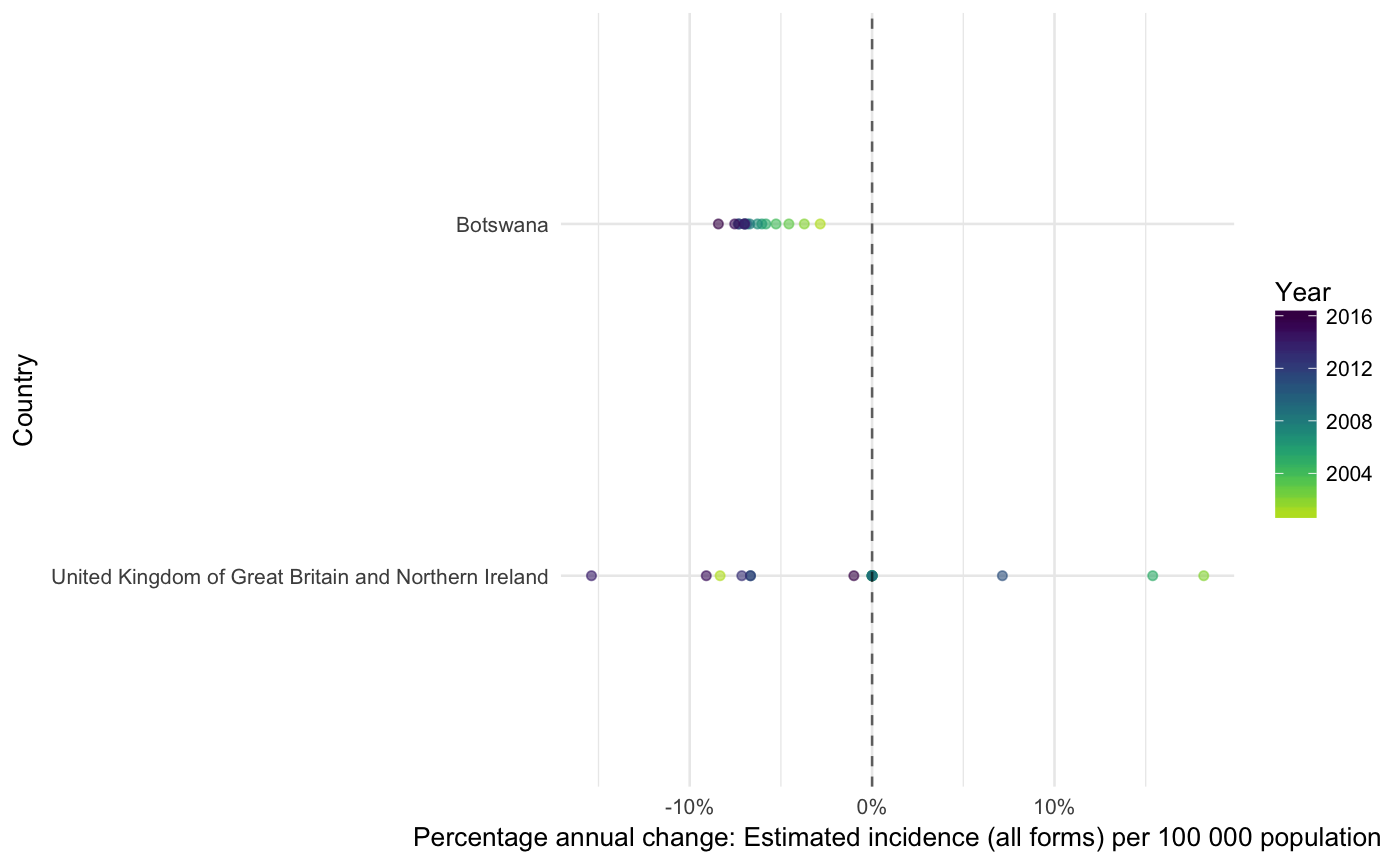 Botswana
United Kingdom of Great Britain and Northern Ireland
Country
-10%
0%
10%
Percentage annual change: Estimated incidence (all forms) per 100 000 population
Year
2016
2012
2008
2004